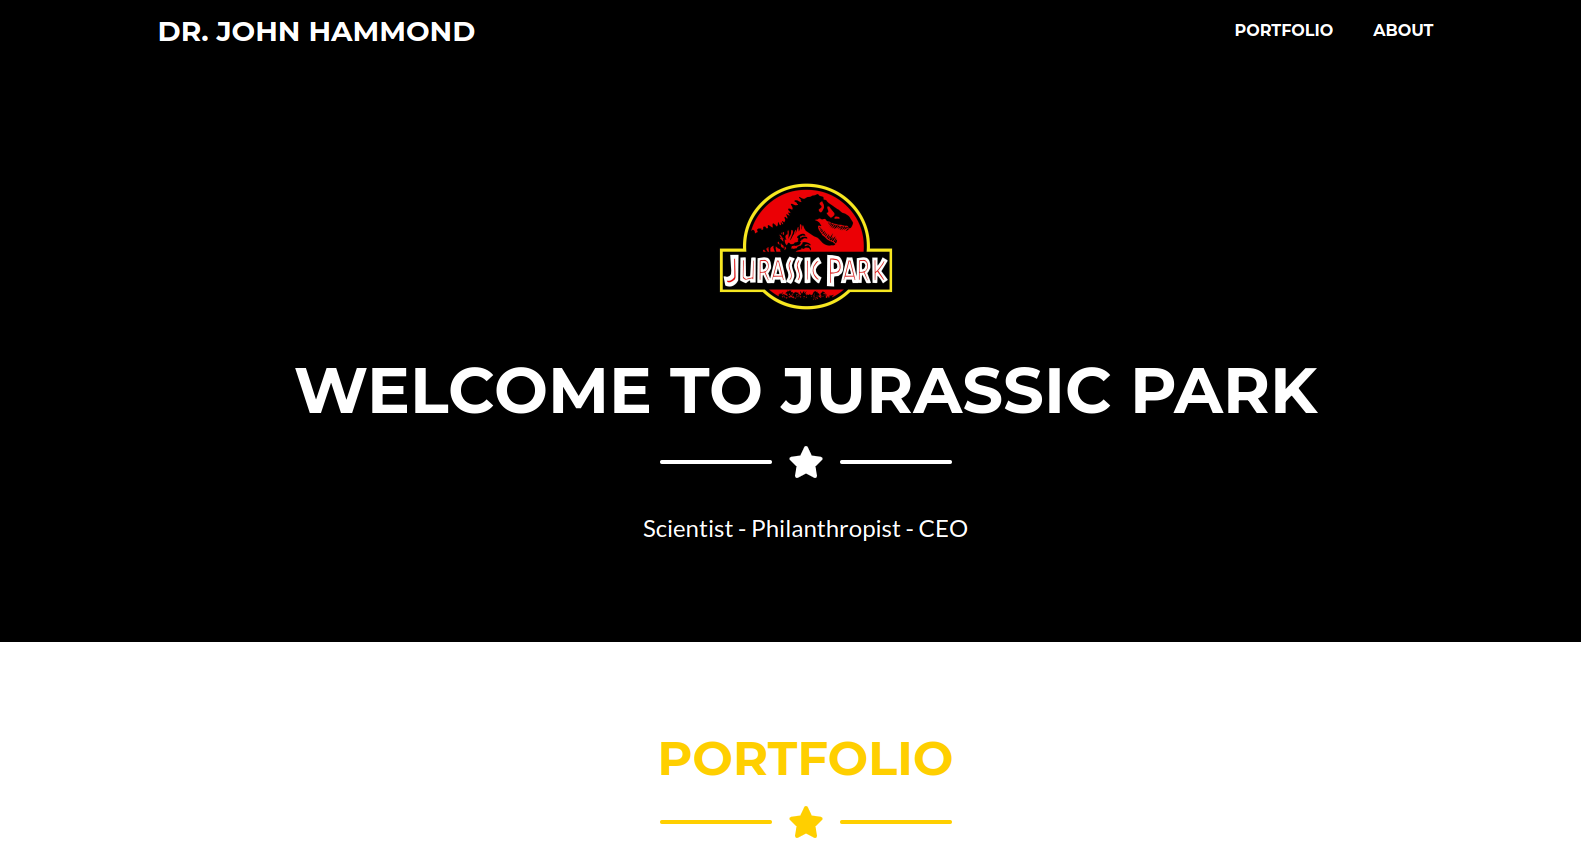 DR. JOHN HAMMOND
PORTFOLIO
ABOUT
JURASSIC PARK
WELCOME TO JURASSIC PARK
Scientist - Philanthropist - CEO
PORTFOLIO